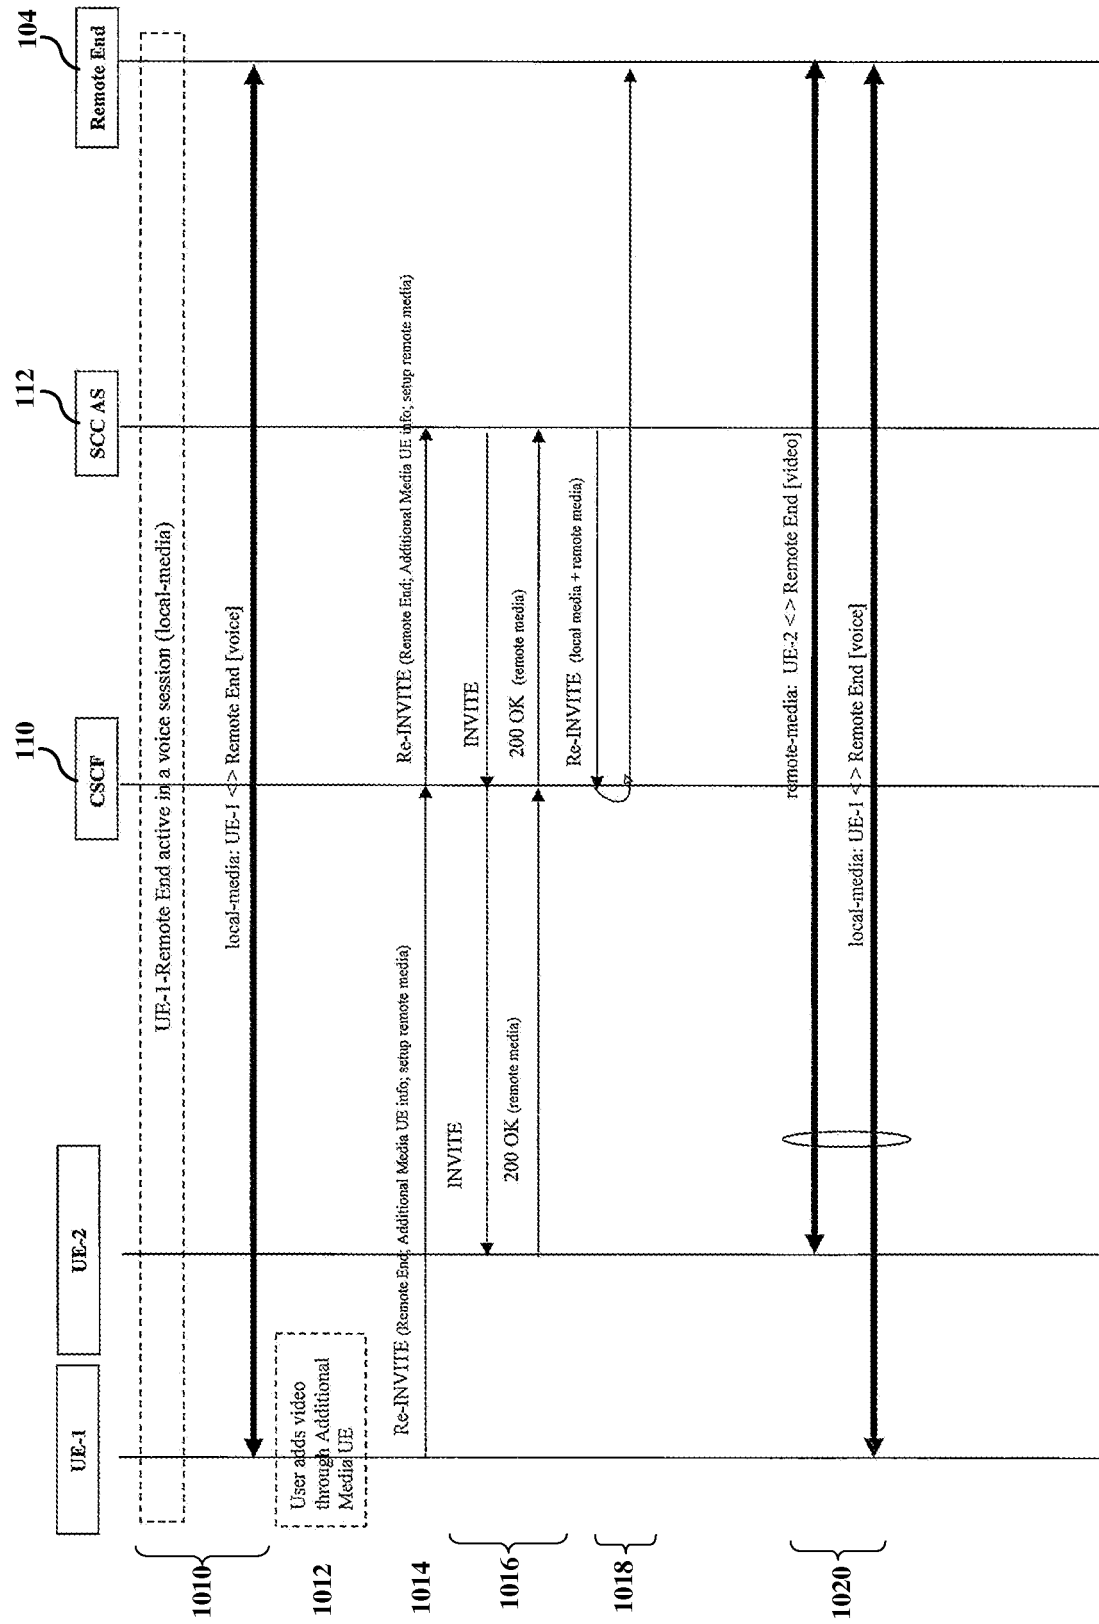 UE-1
UE-2
110
CSCF
112
SCC AS
104
Remote End
1010
UE-1-Remote End active in a voice session (local-media)
local-media: UE-1 <> Remote End [voice]
1012
User adds video
through Additional
Media UE
1014
Re-INVITE (Remote End; Additional Media UE info; setup remote media)
Re-INVITE (Remote End; Additional Media UE info; setup remote media)
1016
INVITE
INVITE
200 OK (remote media)
200 OK (remote media)
1018
Re-INVITE (local media + remote media)
1020
remote-media: UE-2 <> Remote End [video]
local-media: UE-1 <> Remote End [voice]